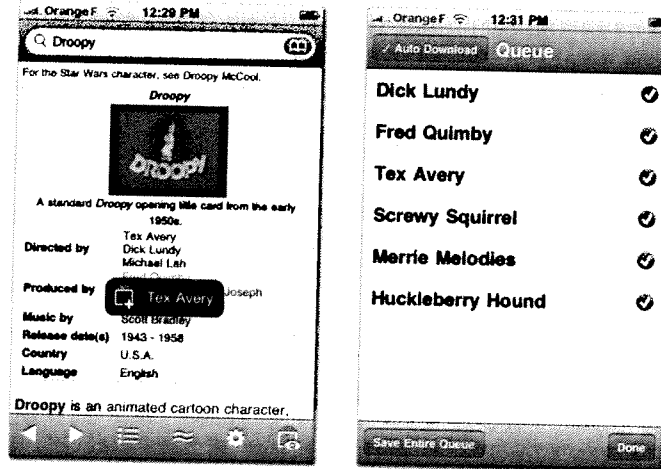 Orange F 12:29 PM
Droopy
For the Star Wars character, see Droopy McCool.
Droopy
DROOPY
A standard Droopy opening title card from the early
1950s.
Directed by
Tex Avery
Dick Lundy
Michael Lah
Produced by
Joseph
Tex Avery
Music by Scott Bradley
Release date(s) 1943 - 1958
Country U.S.A.
Language English
Droopy is an animated cartoon character,
Orange F 12:31 PM
✓ Auto Download Queue
Dick Lundy
Fred Quimby
Tex Avery
Screwy Squirrel
Merrie Melodies
Huckleberry Hound
Save Entire Queue Done